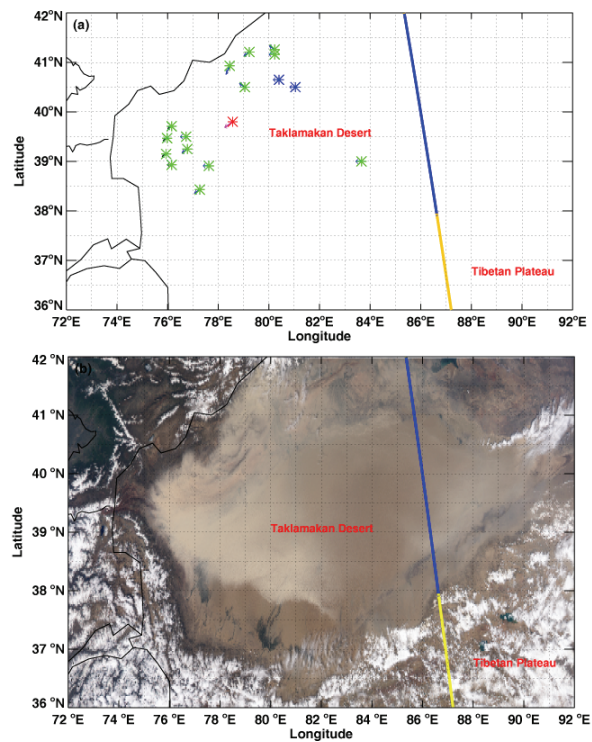 (a)
42 °N
41°N
40°N
39°N
38°N
37°N
36°N
Latitude
Taklamakan Desert
Tibetan Plateau
72 °E 74 °E 76 °E 78 °E 80 °E 82 °E 84 °E 86 °E 88 °E 90 °E 92 °E
Longitude
(b)
42 °N
41°N
40°N
39°N
38°N
37°N
36°N
Latitude
Taklamakan Desert
Tibetan Plateau
72 °E 74 °E 76 °E 78 °E 80 °E 82 °E 84 °E 86 °E 88 °E 90 °E 92 °E
Longitude